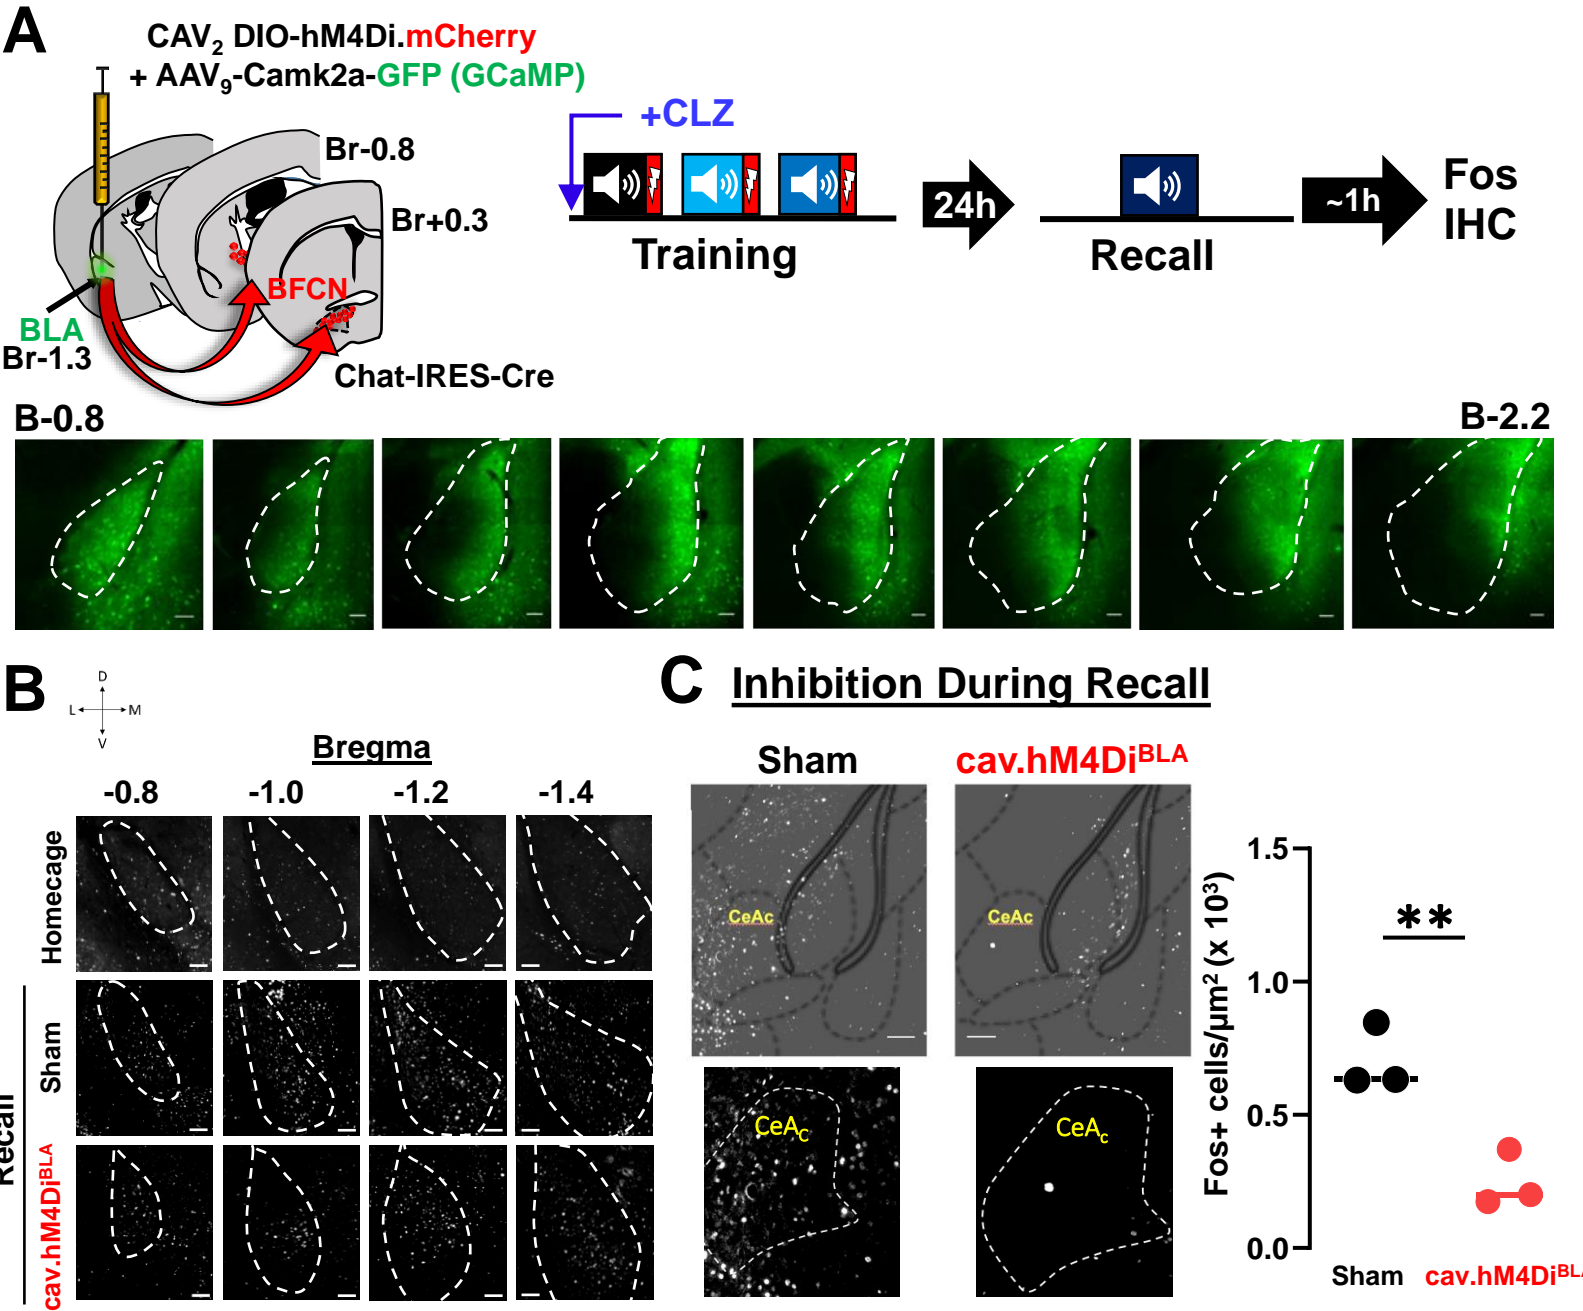 A
CAV2 DIO-hM4Di.mCherry
+ AAV9-Camk2a-GFP (GCaMP)
Br-0.8
Br+0.3
BFCN
BLA
Br-1.3
Chat-IRES-Cre
+CLZ
Training
24h
Recall
~1h
Fos
IHC
B-0.8
B-2.2
B
D
L
M
V
Bregma
-0.8
-1.0
-1.2
-1.4
Homecage
Recall
Sham
cav.hM4DiBLA
C
Inhibition During Recall
Sham
cav.hM4DiBLA
CeAc
CeAc
CeAc
CeAc
Fos+ cells/µm2 (x 103)
1.5
1.0
0.5
0.0
**
Sham
cav.hM4DiBLA